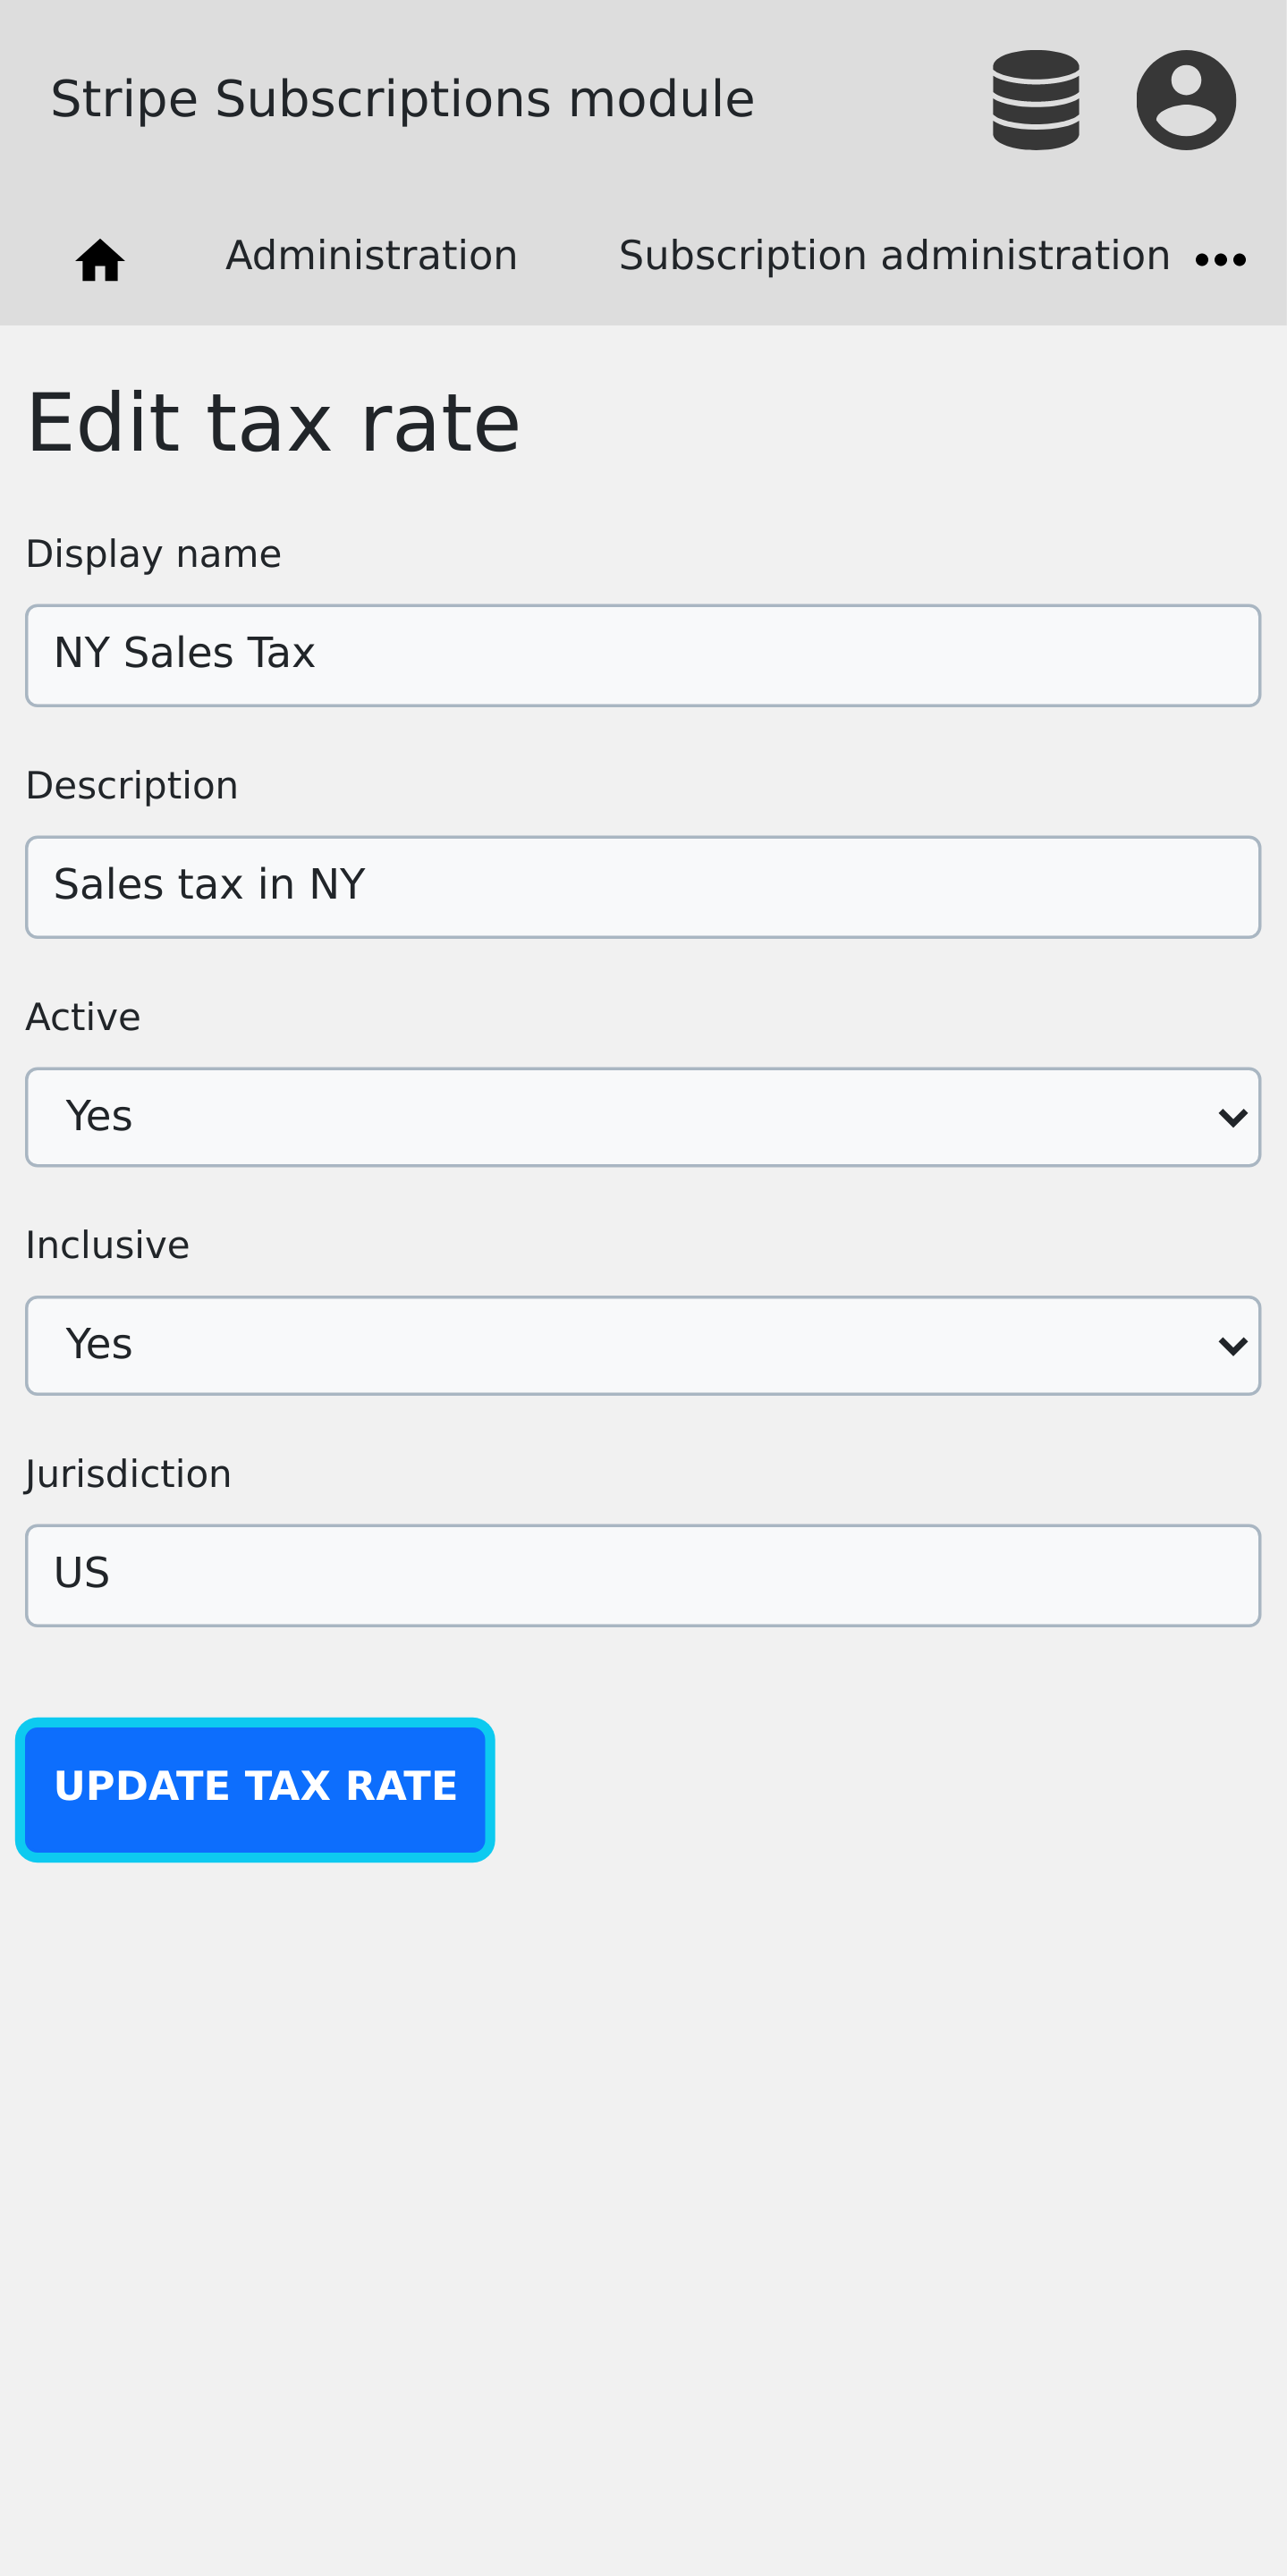 Stripe Subscriptions module
Administration Subscription administration
Edit tax rate
Display name
NY Sales Tax
Description
Sales tax in NY
Active
Yes
Inclusive
Yes
Jurisdiction
US
UPDATE TAX RATE